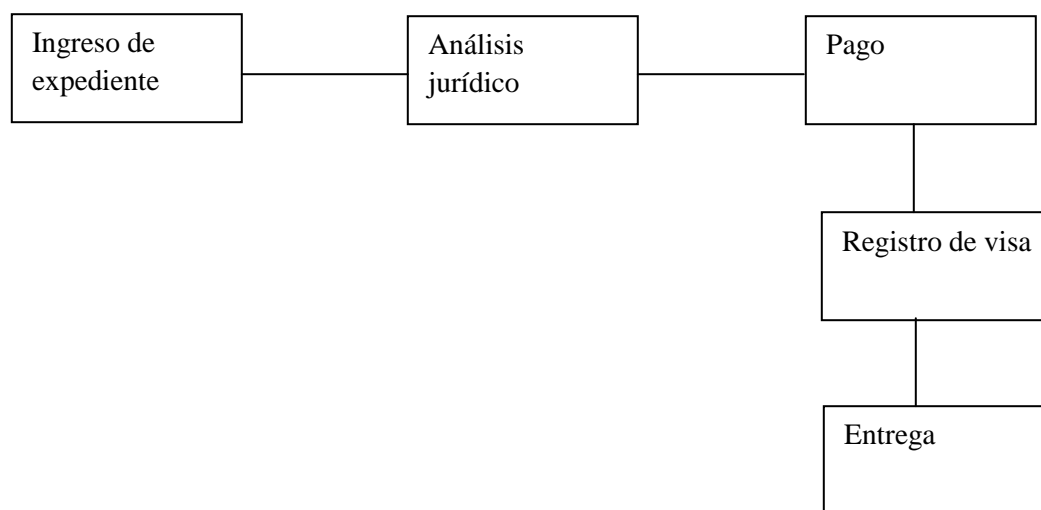 Ingreso de
expediente
Análisis
jurídico
Pago
Registro de visa
Entrega